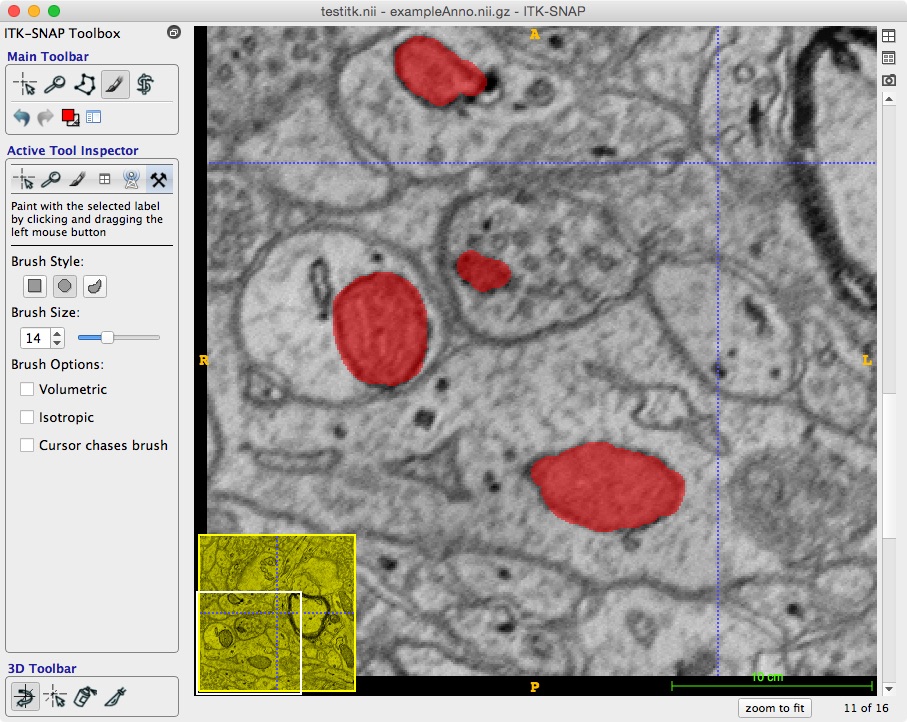 testitk.nii - exampleAnno.nii.gz - ITK-SNAP
ITK-SNAP Toolbox
Main Toolbar
Active Tool Inspector
Paint with the selected label
by clicking and dragging the
left mouse button
Brush Style:
Brush Size:
14
Brush Options:
Volumetric
Isotropic
Cursor chases brush
3D Toolbar
A
R
L
P
10 cm
zoom to fit
11 of 16